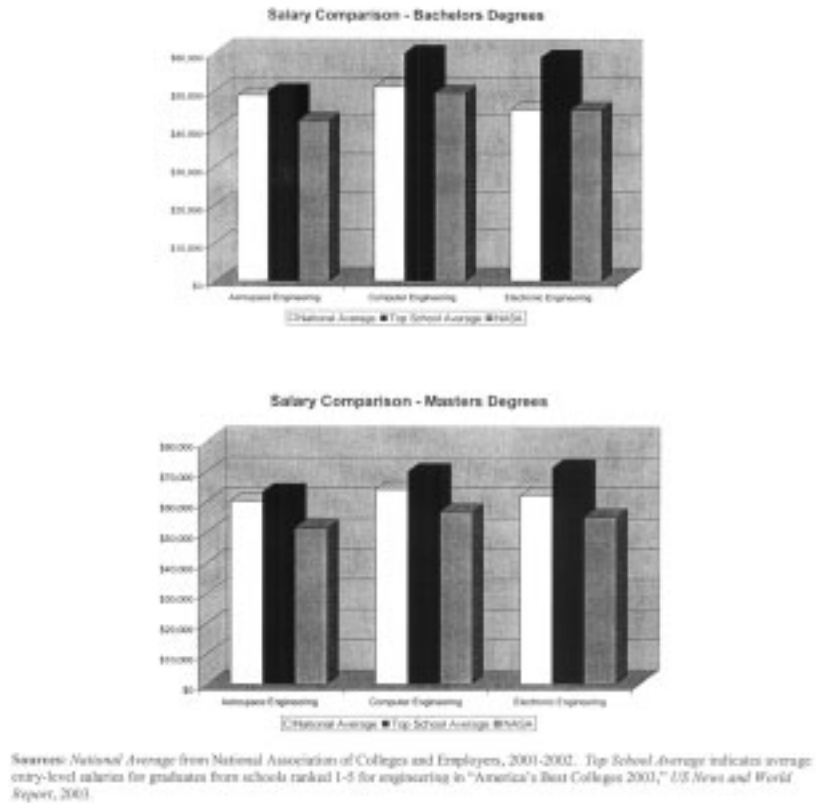 Salary Comparison - Bachelors Degrees
$60,000
$50,000
$40,000
$30,000
$20,000
$10,000
$0
Aerospace Engineering Computer Engineering Electronic Engineering
National Average Top School Average NASA
Salary Comparison - Masters Degrees
$80,000
$70,000
$60,000
$50,000
$40,000
$30,000
$20,000
$10,000
$0
Aerospace Engineering Computer Engineering Electronic Engineering
National Average Top School Average NASA
Sources: National Average from National Association of Colleges and Employers, 2001-2002. Top School Average indicates average
entry-level salaries for graduates from schools ranked 1-5 for engineering in "America's Best Colleges 2003," US News and World
Report, 2003.